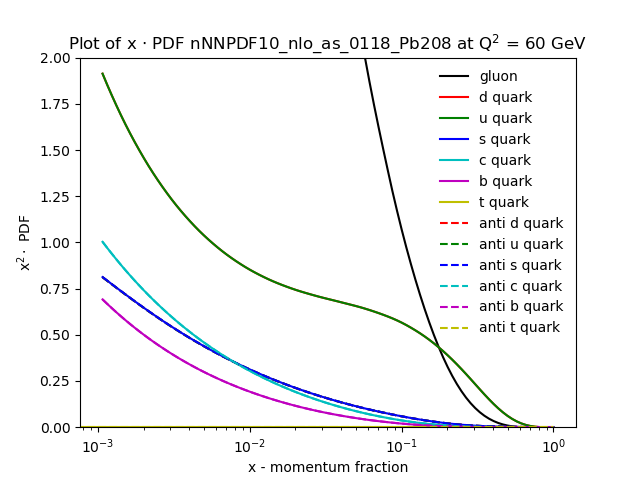 Plot of x · PDF nNNPDF10_nlo_as_0118_Pb208 at Q² = 60 GeV
2.00
1.75
1.50
1.25
1.00
0.75
0.50
0.25
0.00
x² · PDF
10⁻³
10⁻²
10⁻¹
10⁰
x - momentum fraction
gluon
d quark
u quark
s quark
c quark
b quark
t quark
anti d quark
anti u quark
anti s quark
anti c quark
anti b quark
anti t quark